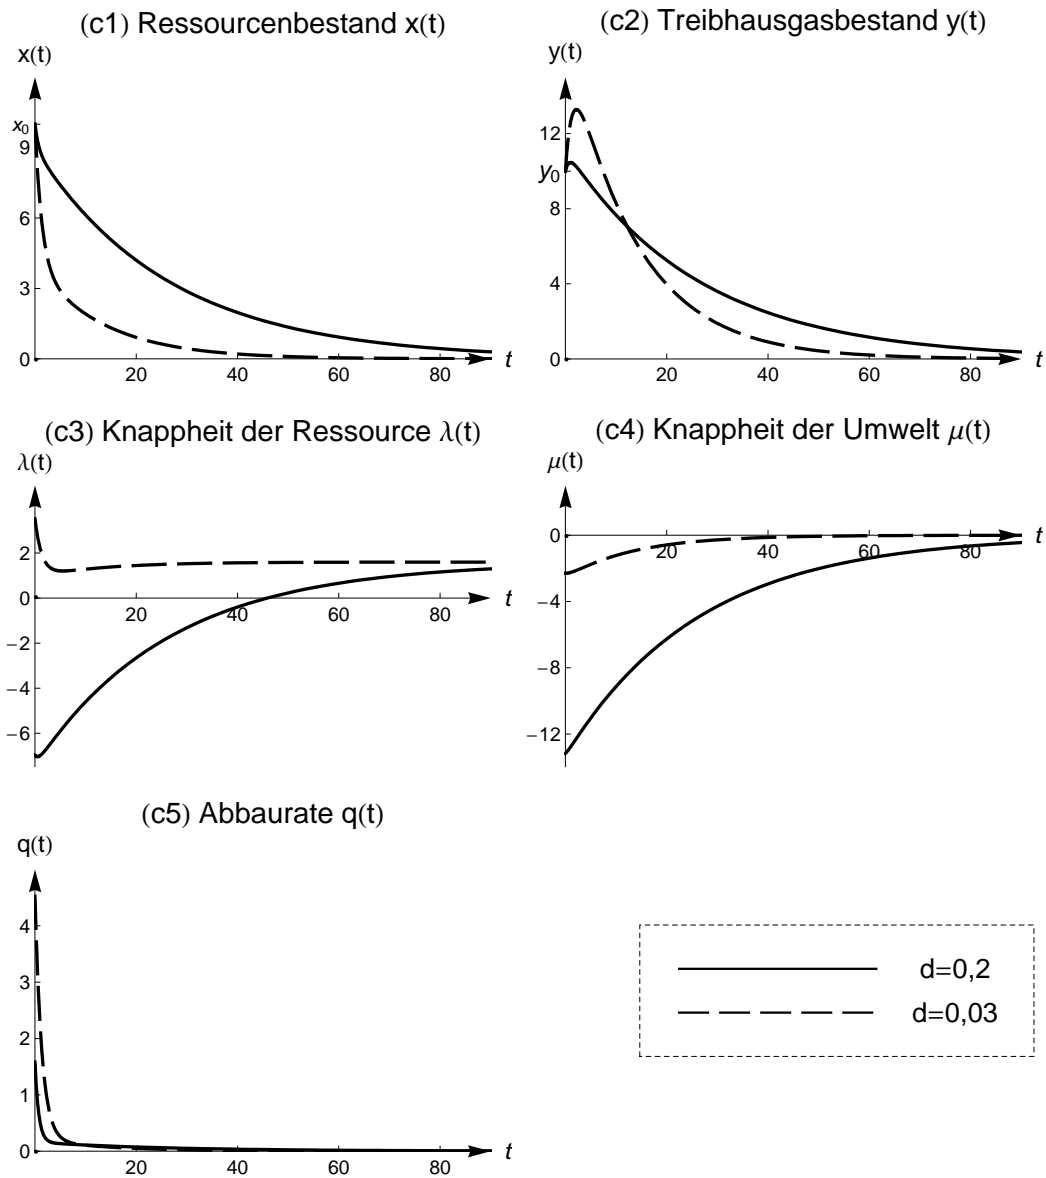 (c1) Ressourcenbestand x(t)
x(t)
x0
9
6
3
0
20 40 60 80 t
(c2) Treibhausgasbestand y(t)
y(t)
12
y0
8
4
0
20 40 60 80 t
(c3) Knappheit der Ressource λ(t)
λ(t)
2
0
−2
−4
−6
20 40 60 80 t
(c4) Knappheit der Umwelt μ(t)
μ(t)
0
−4
−8
−12
20 40 60 80 t
(c5) Abbaurate q(t)
q(t)
4
3
2
1
0
20 40 60 80 t
d=0,2
d=0,03